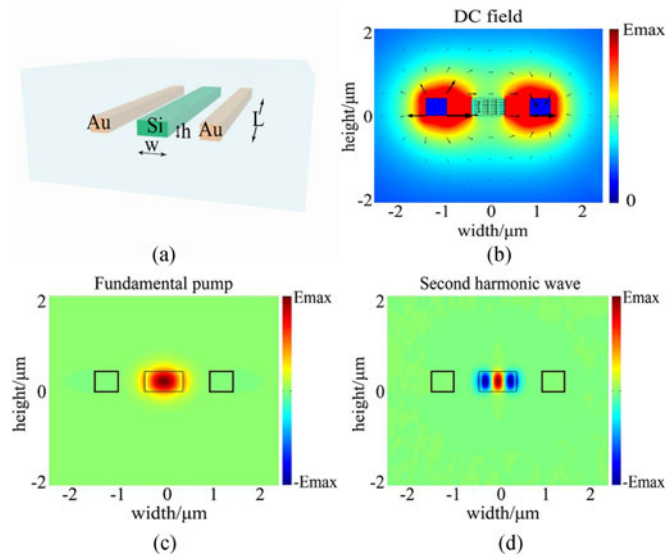 Au
Si
Au
h
L
w
(a)
DC field
Emax
2
0
-2
0
height/μm
-2 -1 0 1 2
width/μm
(b)
Fundamental pump
Emax
2
0
-2
-Emax
height/μm
-2 -1 0 1 2
width/μm
(c)
Second harmonic wave
Emax
2
0
-2
-Emax
height/μm
-2 -1 0 1 2
width/μm
(d)